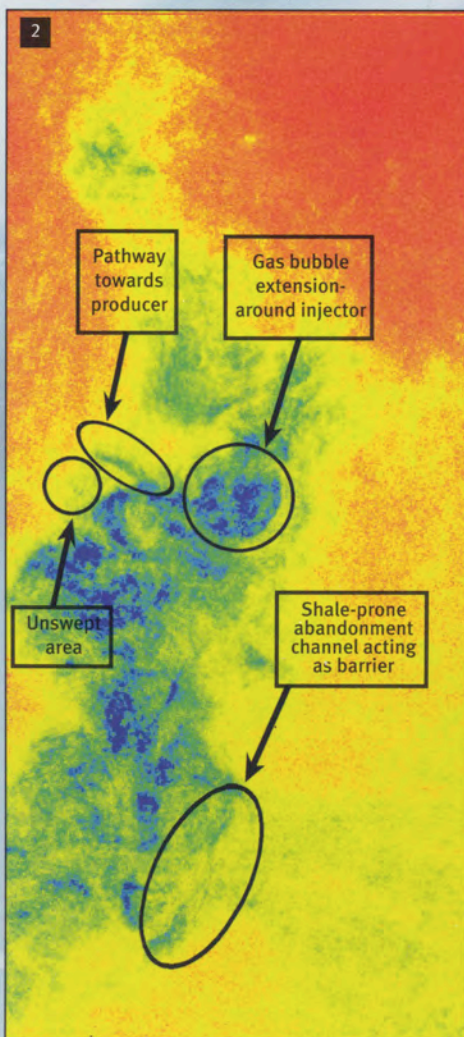 2
Pathway
towards
producer
Gas bubble
extension-
around injector
Unswept
area
Shale-prone
abandonment
channel acting
as barrier